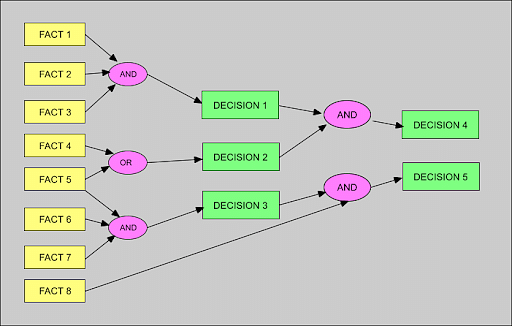 FACT 1
FACT 2
FACT 3
FACT 4
FACT 5
FACT 6
FACT 7
FACT 8
AND
OR
AND
DECISION 1
DECISION 2
DECISION 3
AND
AND
DECISION 4
DECISION 5